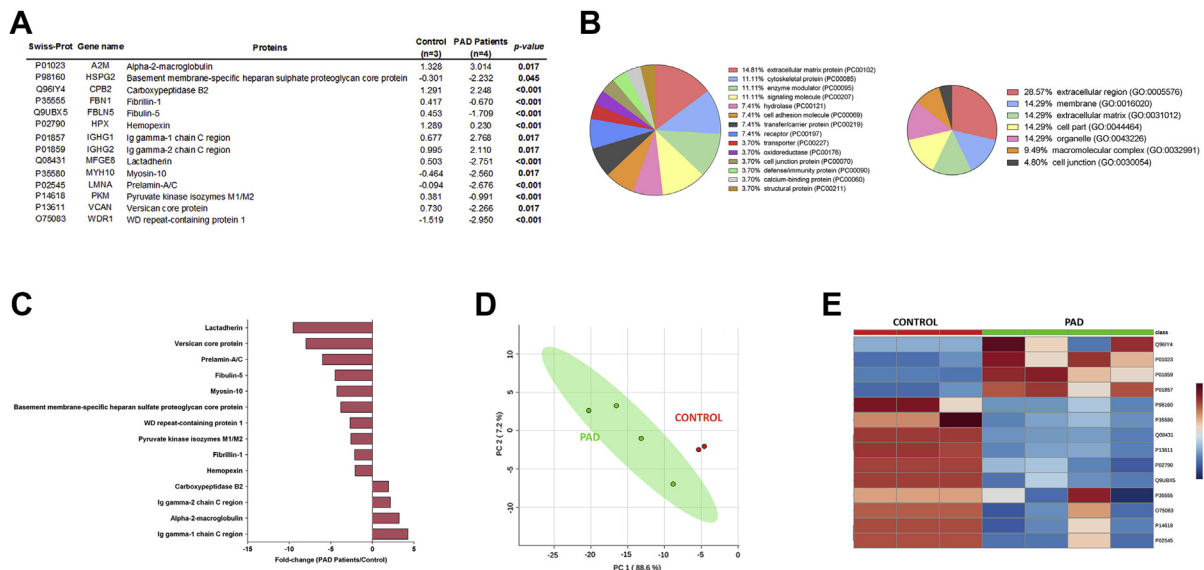 A
Swiss-Prot Gene name Proteins Control (n=3) PAD Patients (n=4) p-value
P01023 A2M Alpha-2-macroglobulin 1.328 3.014 0.017
P98160 HSPG2 Basement membrane-specific heparan sulphate proteoglycan core protein -0.301 -2.232 0.045
Q96IY4 CPB2 Carboxypeptidase B2 1.291 2.248 <0.001
P35555 FBN1 Fibrillin-1 0.417 -0.670 <0.001
Q9UBX5 FBLN5 Fibullin-5 0.453 -1.709 <0.001
P02790 HPX Hemopexin 1.289 0.230 <0.001
P01857 IGHG1 Ig gamma-1 chain C region 0.677 2.768 0.017
P01859 IGHG2 Ig gamma-2 chain C region 0.995 2.110 0.017
Q08431 MFGE8 Lactadherin 0.503 -2.751 <0.001
P35580 MYH10 Myosin-10 -0.464 -2.560 0.017
P02545 LMNA Prelamin-A/C -0.094 -2.676 <0.001
P14618 PKM Pyruvate kinase isozymes M1/M2 0.381 -0.991 <0.001
P13611 VCAN Versican core protein 0.730 -2.266 0.017
O75083 WDR1 WD repeat-containing protein 1 -1.519 -2.950 <0.001
B
14.81% extracellular matrix protein (PC00102)
11.11% cytoskeletal protein (PC00085)
11.11% enzyme modulator (PC00095)
11.11% signaling molecule (PC00207)
7.41% hydrolase (PC00121)
7.41% cell adhesion molecule (PC00069)
7.41% transfer/carrier protein (PC00219)
7.41% receptor (PC00197)
3.70% transporter (PC00227)
3.70% oxidoreductase (PC00176)
3.70% cell junction protein (PC00070)
3.70% defense/immunity protein (PC00090)
3.70% calcium-binding protein (PC00060)
3.70% structural protein (PC00211)
28.57% extracellular region (GO:0005576)
14.29% membrane (GO:0016020)
14.29% extracellular matrix (GO:0031012)
14.29% cell part (GO:0044464)
14.29% organelle (GO:0043226)
9.49% macromolecular complex (GO:0032991)
4.80% cell junction (GO:0030054)
C
Lactadherin
Versican core protein
Prelamin-A/C
Fibulin-5
Myosin-10
Basement membrane-specific heparan sulfate proteoglycan core protein
WD repeat-containing protein 1
Pyruvate kinase isozymes M1/M2
Fibrillin-1
Hemopexin
Carboxypeptidase B2
Ig gamma-2 chain C region
Alpha-2-macroglobulin
Ig gamma-1 chain C region
-15 -10 -5 0 5
Fold-change (PAD Patients/Control)
D
PC 2 ( 7.2 %)
10
5
0
-5
-10
CONTROL
PAD
-25 -20 -15 -10 -5 0
PC 1 ( 88.6 %)
E
CONTROL PAD
class
Q96IY4
P01023
P01859
P01857
P98160
P35580
Q08431
P13611
P02790
Q9UBX5
P35555
O75083
P14618
P02545